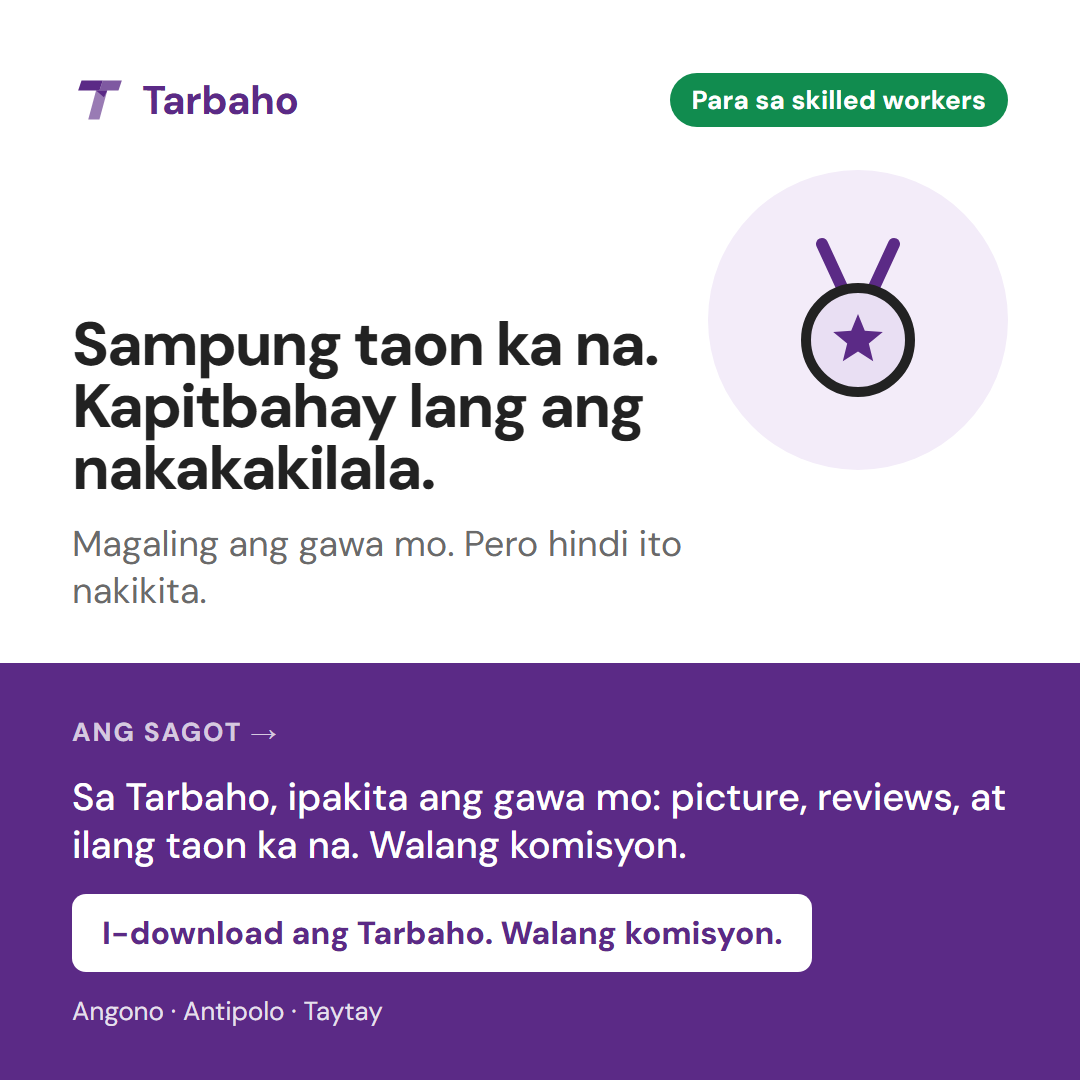 Tarbaho
Para sa skilled workers
Sampung taon ka na.
Kapitbahay lang ang
nakakakilala.
Magaling ang gawa mo. Pero hindi ito
nakikita.
ANG SAGOT →
Sa Tarbaho, ipakita ang gawa mo: picture, reviews, at
ilang taon ka na. Walang komisyon.
I-download ang Tarbaho. Walang komisyon.
Angono · Antipolo · Taytay